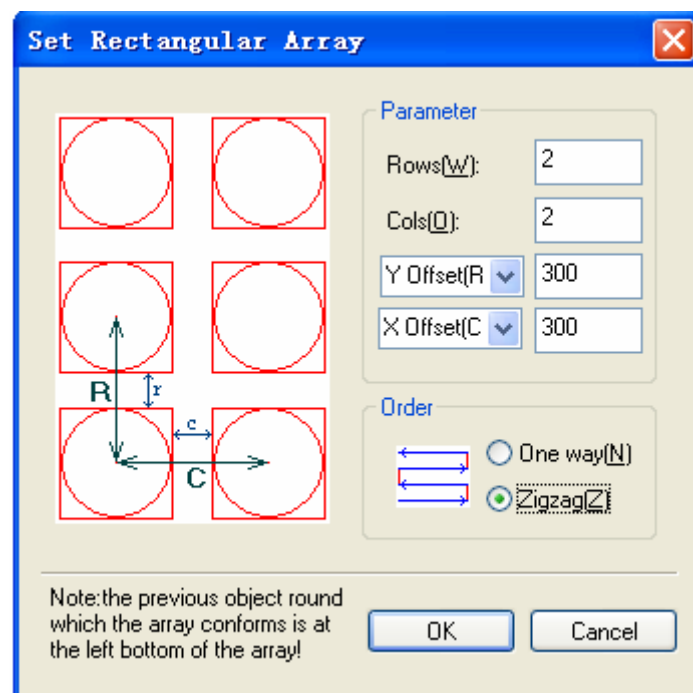 Set Rectangular Array
Parameter
Rows(W):
2
Cols(O):
2
Y Offset(R
300
X Offset(C
300
R
r
c
C
Order
One way(N)
Zigzag(Z)
Note:the previous object round
which the array conforms is at
the left bottom of the array!
OK
Cancel